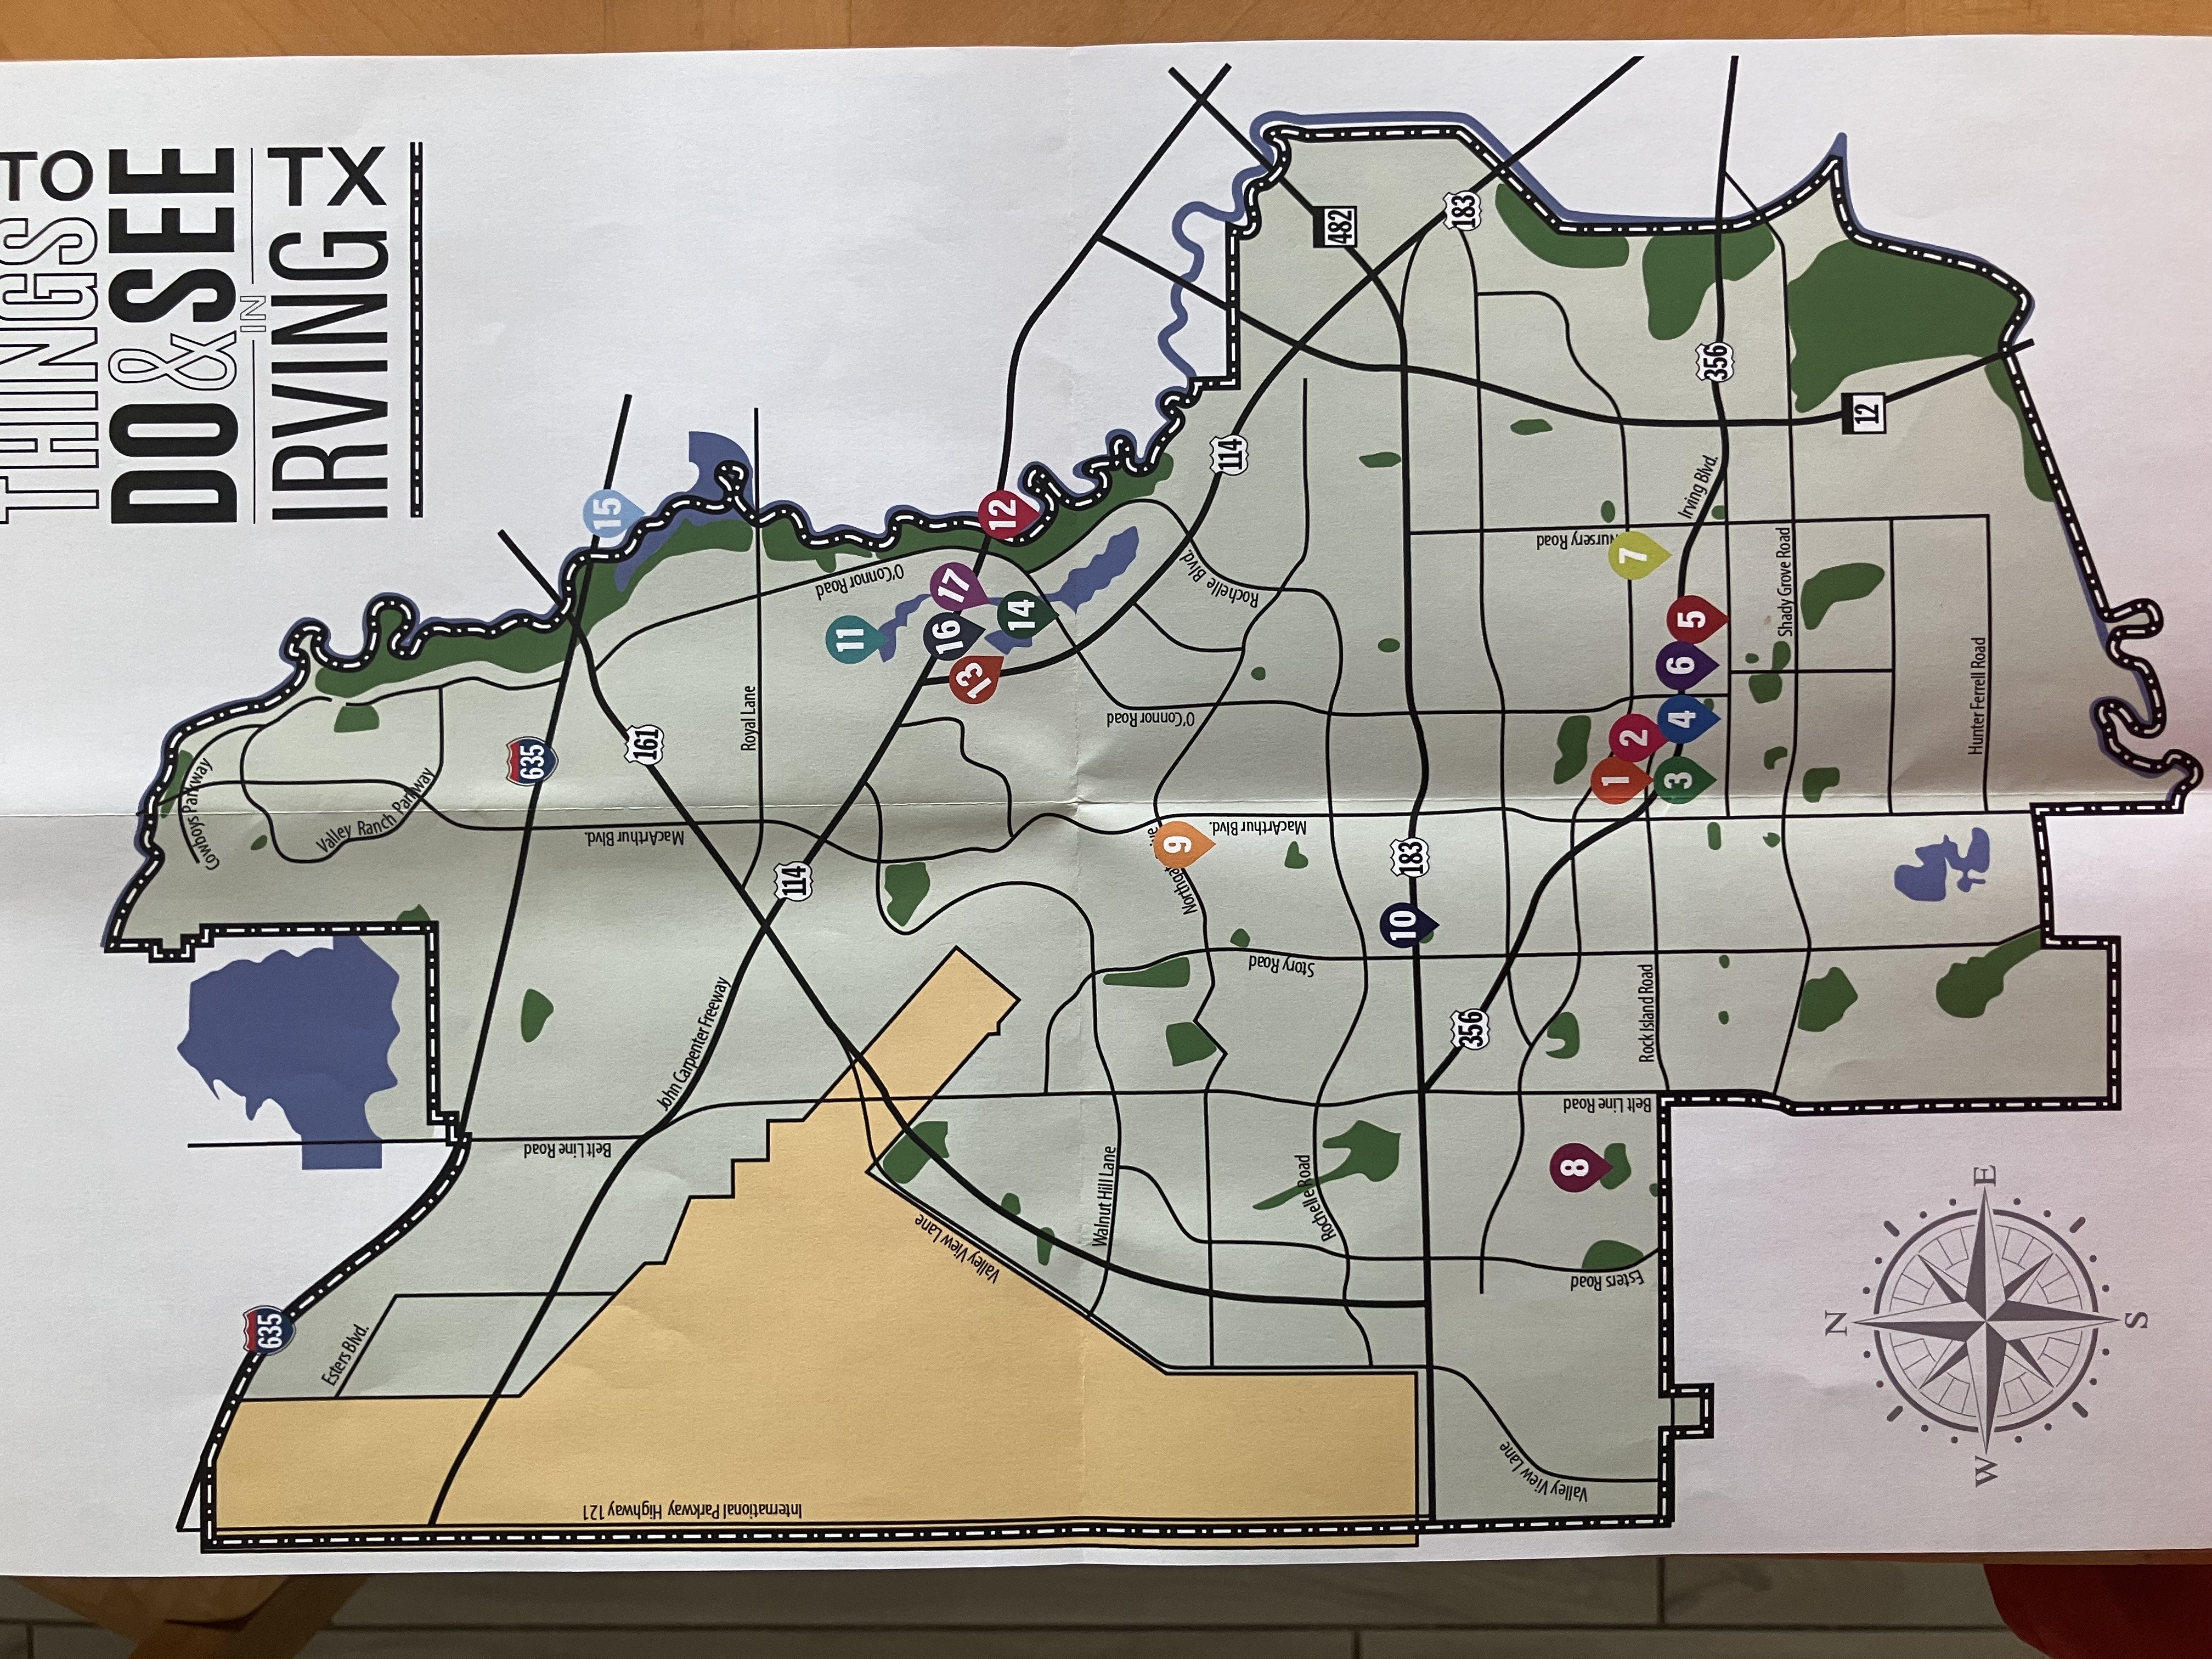 THINGS
TO
DO & SEE
IN
IRVING
TX
Cowboys Parkway
635
Esters Blvd.
Valley Ranch Parkway
635
Belt Line Road
International Parkway Highway 121
MacArthur Blvd.
15
161
John Carpenter Freeway
Royal Lane
114
11
O'Connor Road
16
17
13
Valley View Lane
12
14
Walnut Hill Lane
O'Connor Road
Northgate Drive
9
Rochelle Blvd.
114
MacArthur Blvd.
Story Road
Rochelle Road
482
10
183
183
356
Valley View Lane
Nursery Road
8
Esters Road
Belt Line Road
1
2
7
Rock Island Road
3
4
6
5
Irving Blvd.
356
Shady Grove Road
N
12
W
E
Hunter Ferrell Road
S